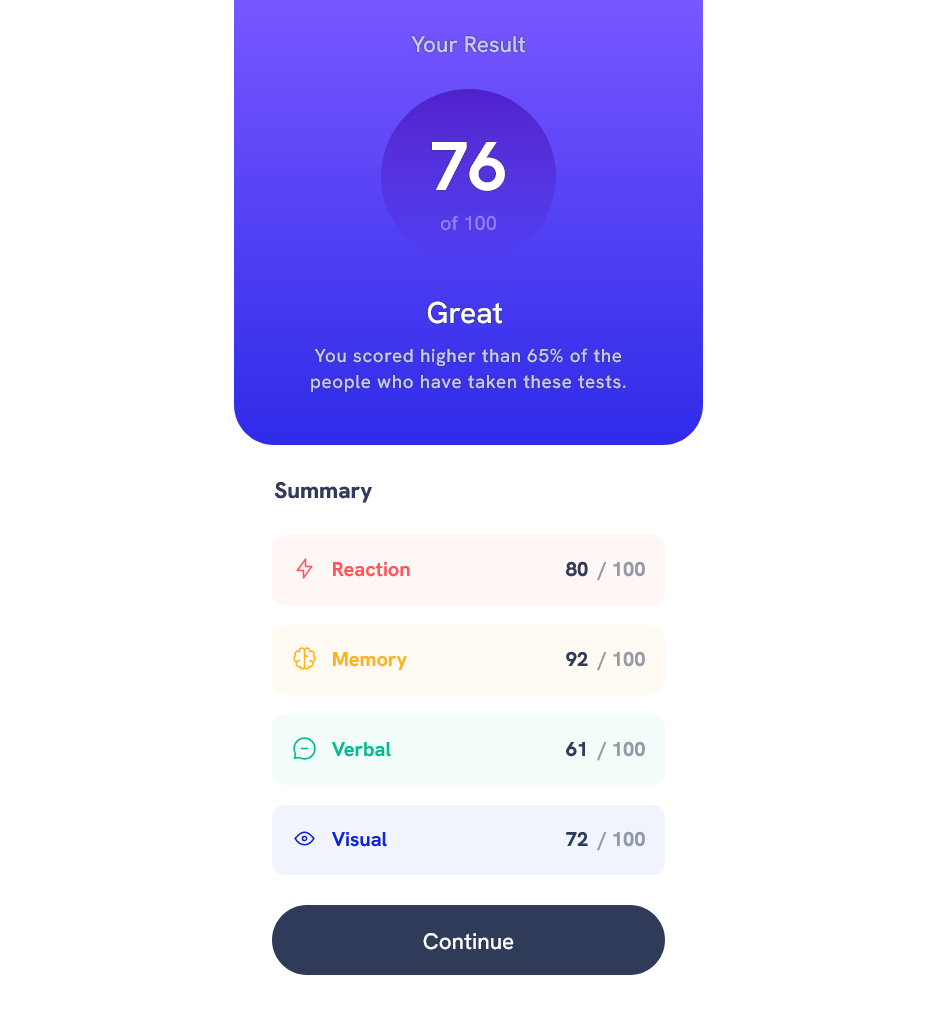 Your Result
76
of 100
Great
You scored higher than 65% of the
people who have taken these tests.
Summary
Reaction 80 / 100
Memory 92 / 100
Verbal 61 / 100
Visual 72 / 100
Continue